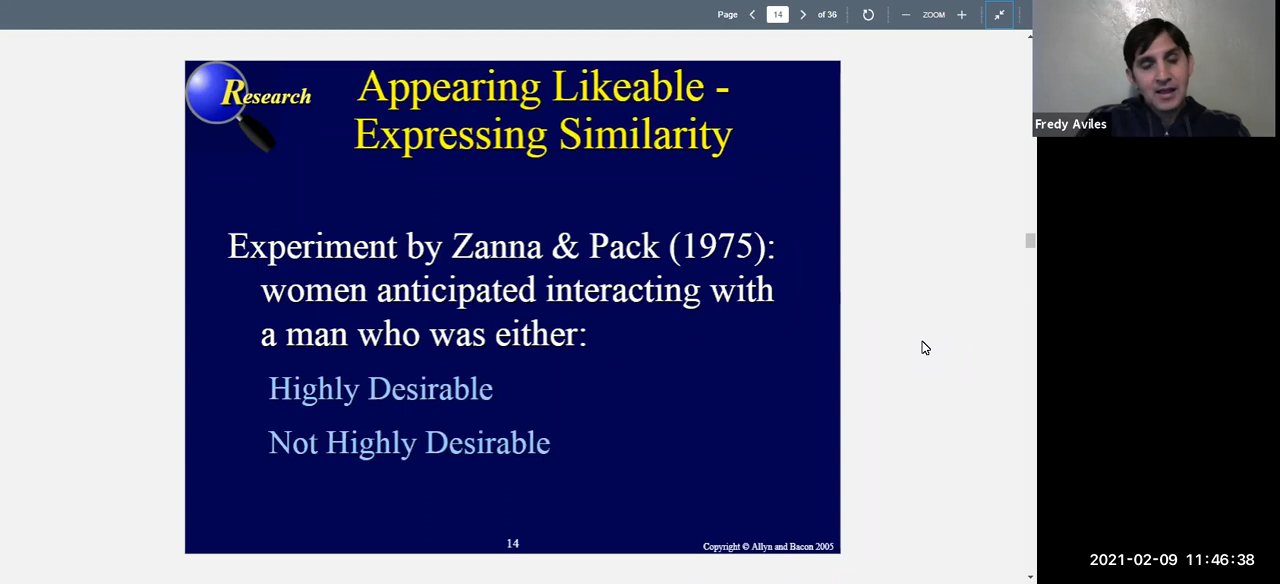 Page 14 of 36 ZOOM
Research
Appearing Likeable -
Expressing Similarity
Experiment by Zanna & Pack (1975):
women anticipated interacting with
a man who was either:
Highly Desirable
Not Highly Desirable
14
Copyright © Allyn and Bacon 2005
Fredy Aviles
2021-02-09 11:46:38